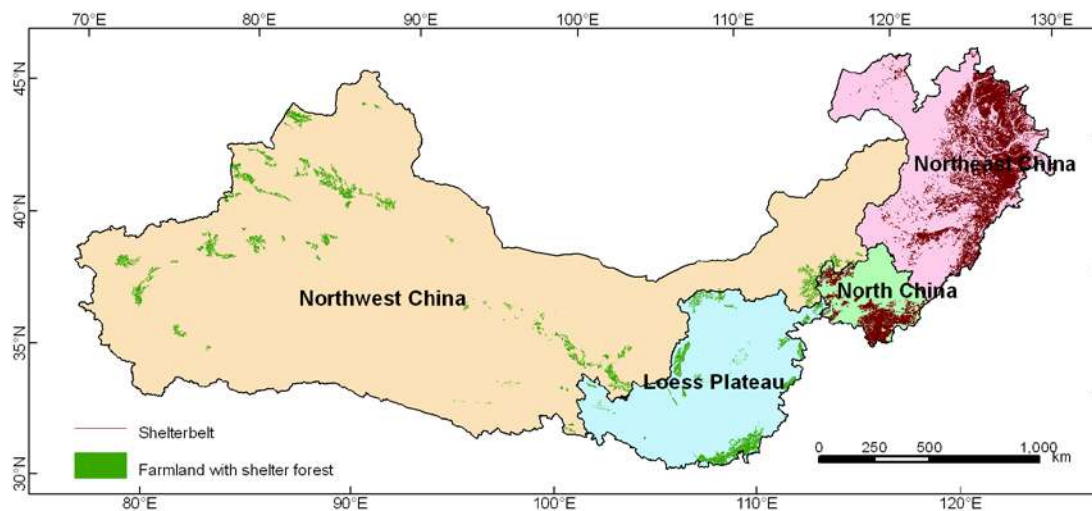 70°E 80°E 90°E 100°E 110°E 120°E 130°E
45°N
40°N
35°N
30°N
Northeast China
North China
Northwest China
Loess Plateau
Shelterbelt
Farmland with shelter forest
0 250 500 1,000
km
80°E 90°E 100°E 110°E 120°E